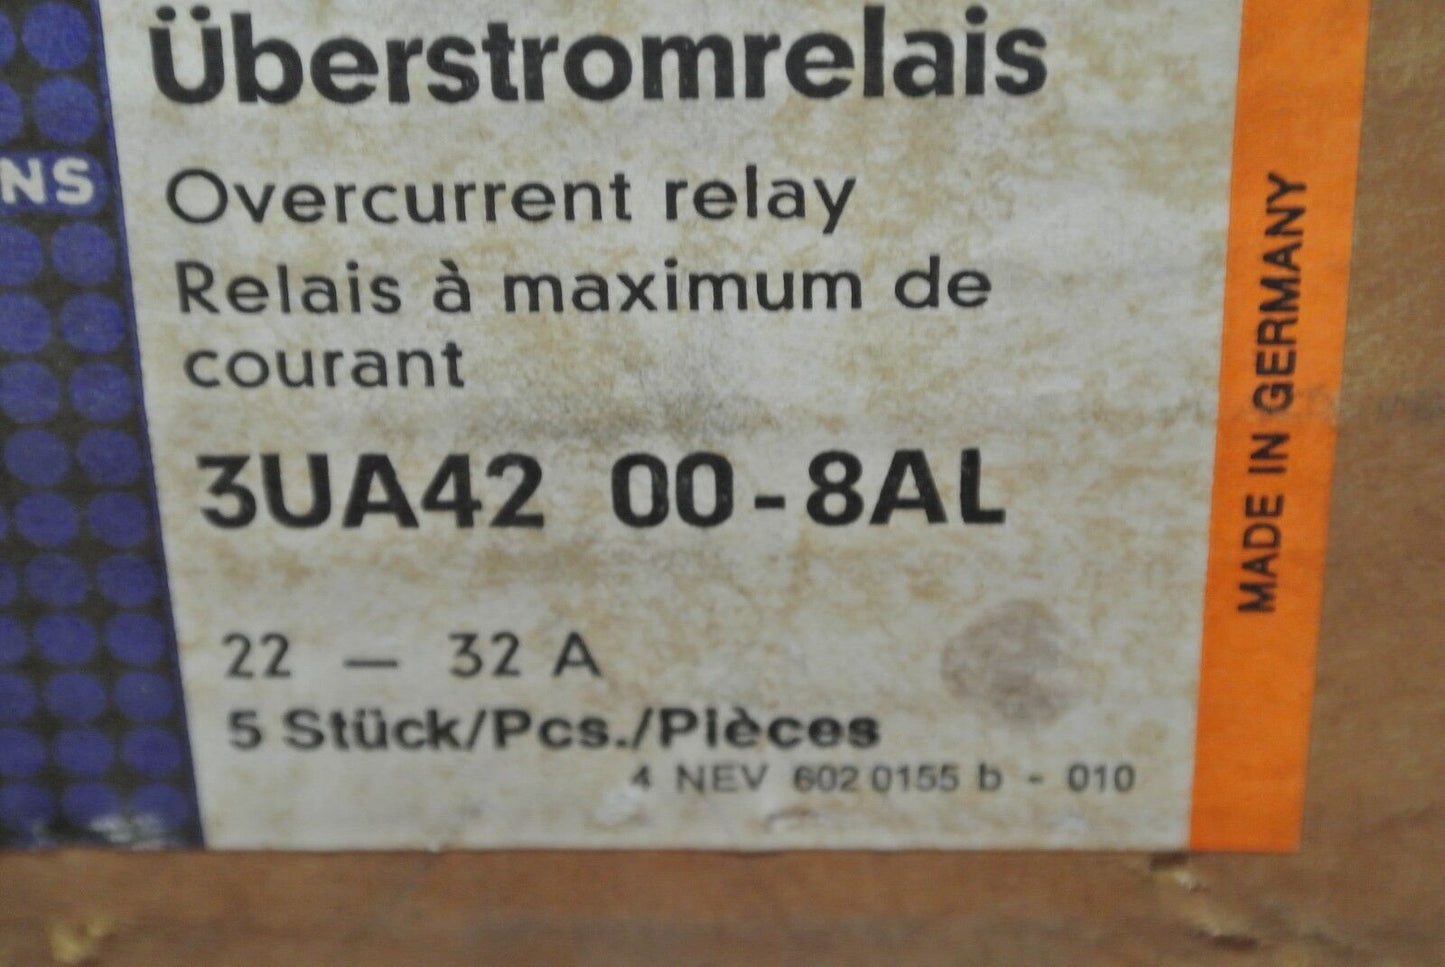 Überstromrelais
NS
Overcurrent relay
Relais à maximum de
courant
3UA42 00-8AL
22 — 32 A
5 Stück/Pcs./Pièces
4 NEV 602 0155 b - 010
MADE IN GERMANY